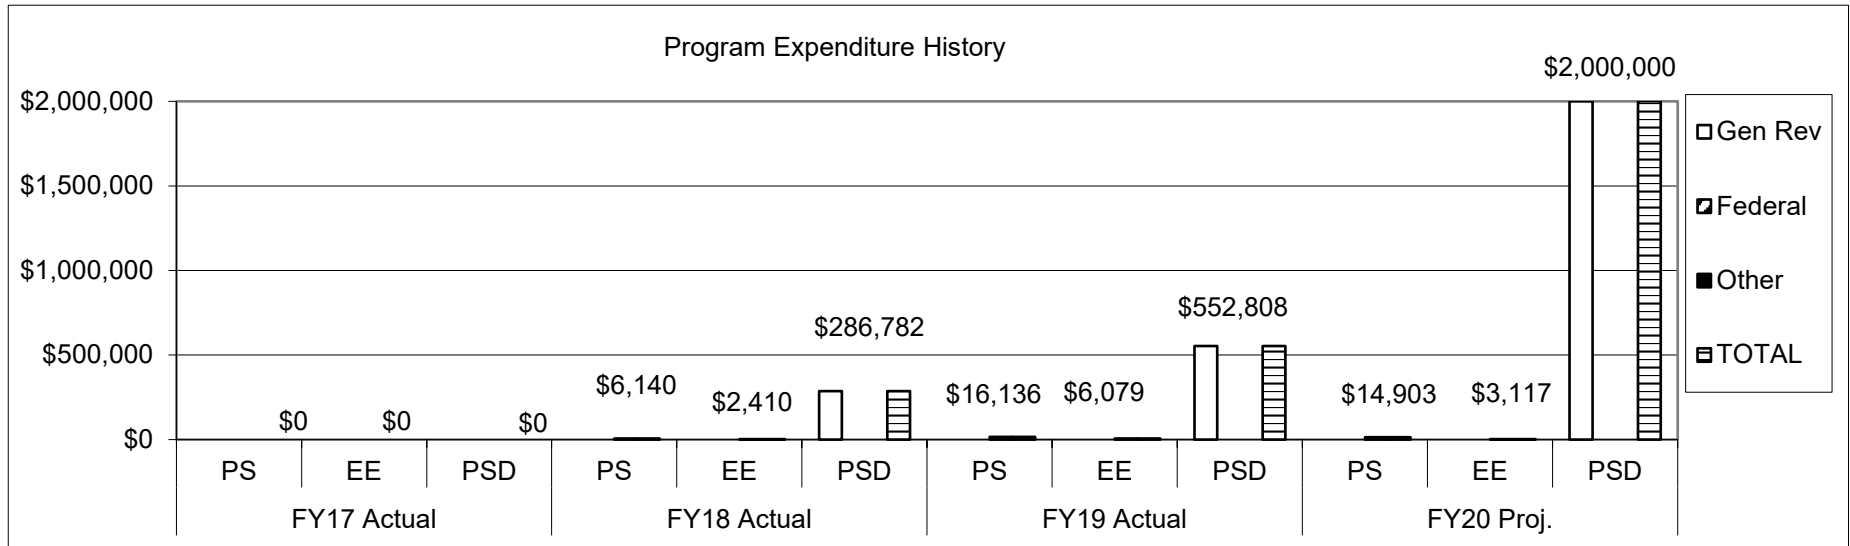 Program Expenditure History
$2,000,000
$2,000,000
$1,500,000
$1,000,000
$500,000
$0
$0
$0
$0
$6,140
$2,410
$286,782
$16,136
$6,079
$552,808
$14,903
$3,117
PS
EE
PSD
PS
EE
PSD
PS
EE
PSD
PS
EE
PSD
FY17 Actual
FY18 Actual
FY19 Actual
FY20 Proj.
Gen Rev
Federal
Other
TOTAL